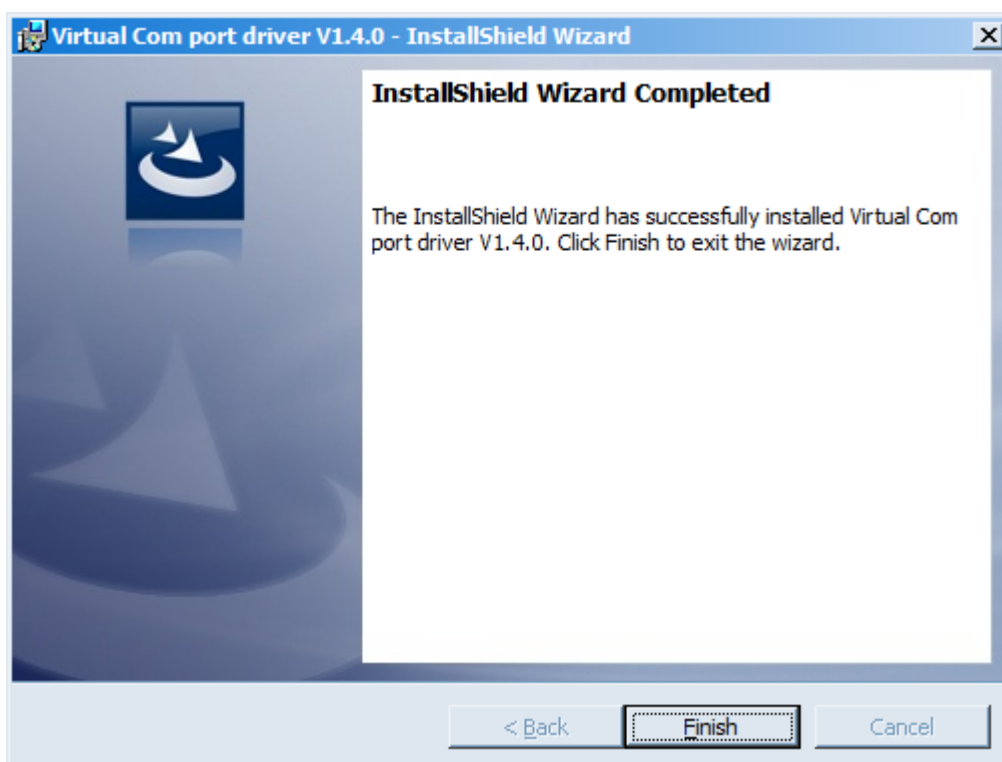 Virtual Com port driver V1.4.0 - InstallShield Wizard
InstallShield Wizard Completed
The InstallShield Wizard has successfully installed Virtual Com
port driver V1.4.0. Click Finish to exit the wizard.
< Back
Finish
Cancel